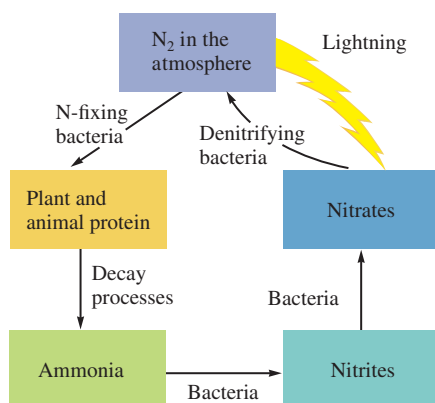 N₂ in the
atmosphere
Lightning
N-fixing
bacteria
Denitrifying
bacteria
Plant and
animal protein
Nitrates
Decay
processes
Bacteria
Ammonia
Nitrites
Bacteria